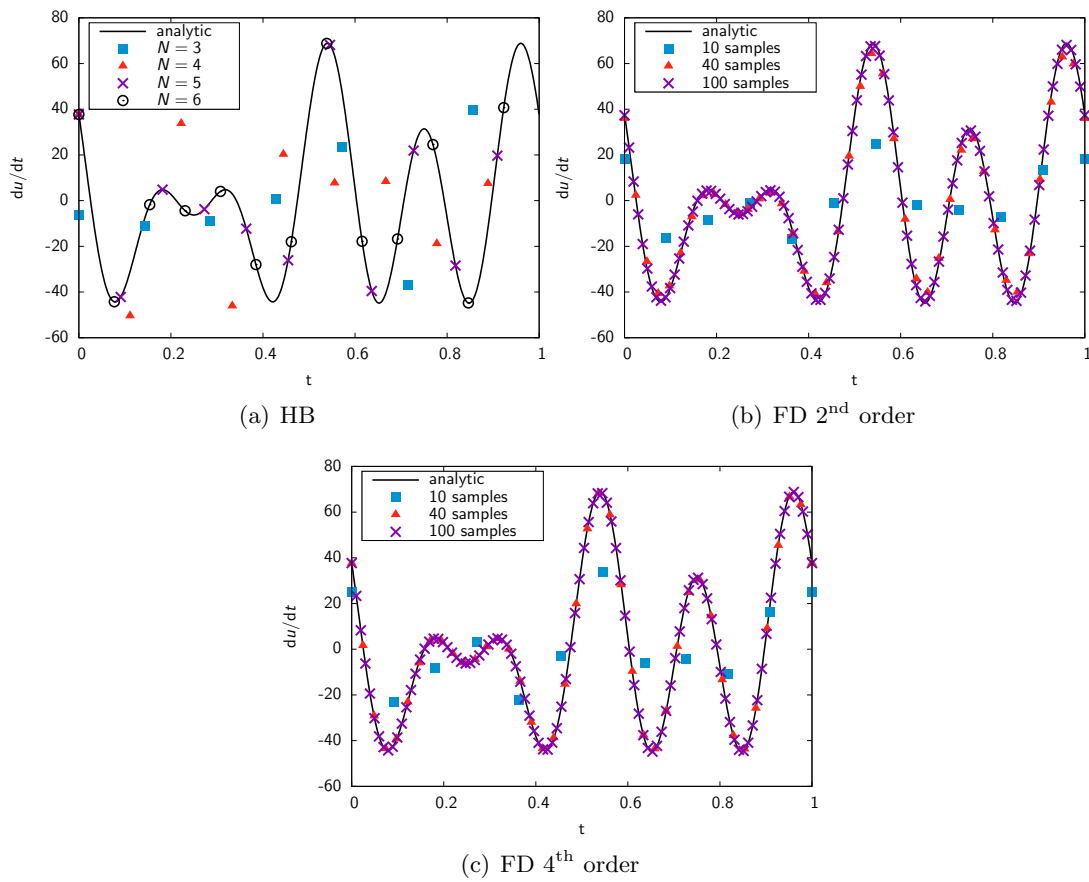 analytic
N = 3
N = 4
N = 5
N = 6
80
60
40
20
0
-20
-40
-60
du/dt
0 0.2 0.4 0.6 0.8 1
t
(a) HB
analytic
10 samples
40 samples
100 samples
80
60
40
20
0
-20
-40
-60
du/dt
0 0.2 0.4 0.6 0.8 1
t
(b) FD 2nd order
analytic
10 samples
40 samples
100 samples
80
60
40
20
0
-20
-40
-60
du/dt
0 0.2 0.4 0.6 0.8 1
t
(c) FD 4th order